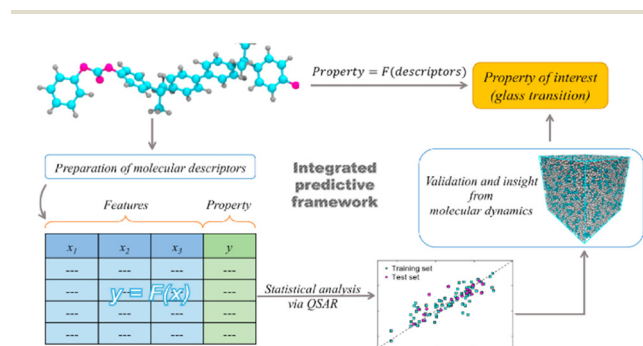 Property = F(descriptors)
Property of interest
(glass transition)
Preparation of molecular descriptors
Integrated
predictive
framework
Validation and insight
from
molecular dynamics
Features
Property
x1 x2 x3 y
--- --- --- ---
--- --- --- ---
--- --- --- ---
--- --- --- ---
y = F(x)
Statistical analysis
via QSAR
Training set
Test set